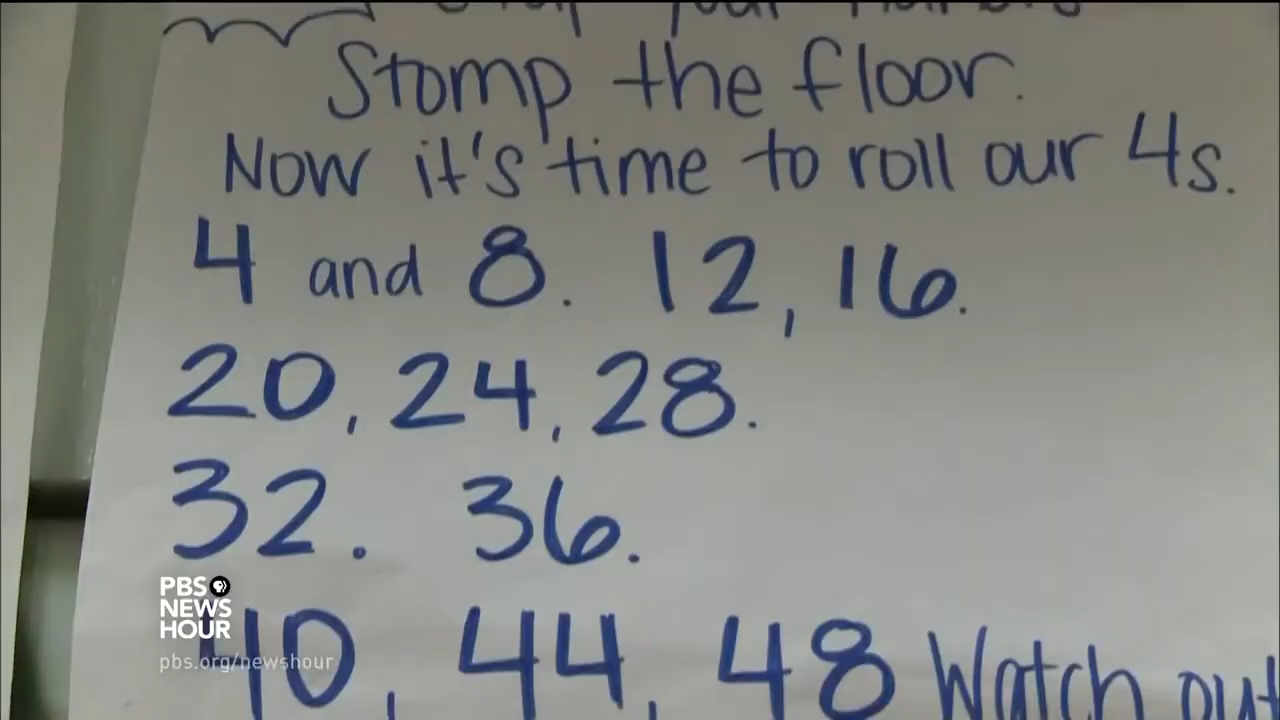 your
Stomp the floor.
Now it's time to roll our 4s.
4 and 8. 12, 16.
20, 24, 28.
32. 36.
40, 44, 48 Watch out
PBS
NEWS
HOUR
pbs.org/newshour